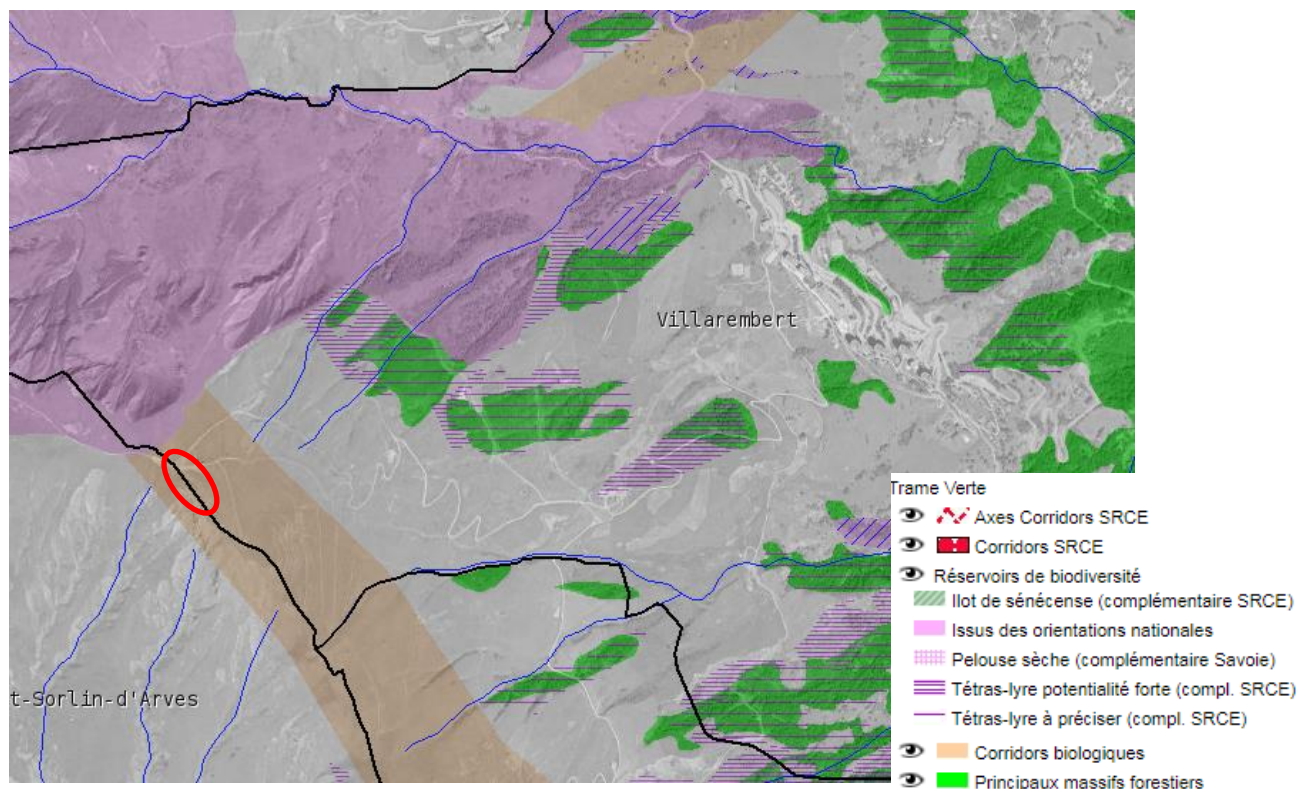 Villarembert
t-Sorlin-d'Arves
Trame Verte
Axes Corridors SRCE
Corridors SRCE
Réservoirs de biodiversité
Ilot de sénécense (complémentaire SRCE)
Issus des orientations nationales
Pelouse sèche (complémentaire Savoie)
Tétras-lyre potentialité forte (compl. SRCE)
Tétras-lyre à préciser (compl. SRCE)
Corridors biologiques
Principaux massifs forestiers